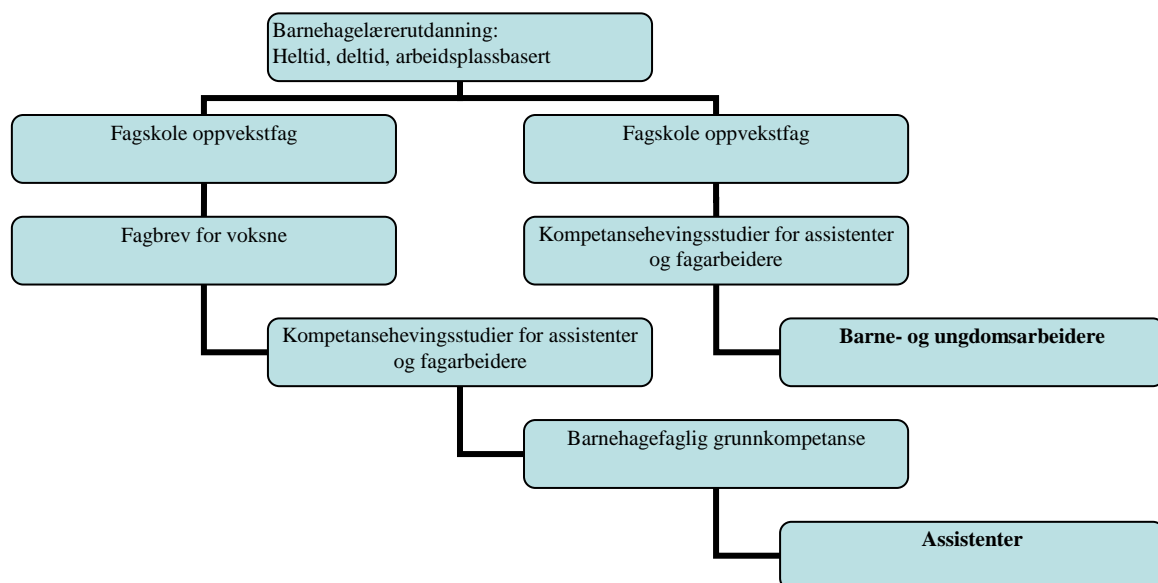 Barnehagelærerutdanning:
Heltid, deltid, arbeidsplassbasert
Fagskole oppvekstfag
Fagskole oppvekstfag
Fagbrev for voksne
Kompetansehevingsstudier for assistenter
og fagarbeidere
Kompetansehevingsstudier for assistenter
og fagarbeidere
Barne- og ungdomsarbeidere
Barnehagefaglig grunnkompetanse
Assistenter